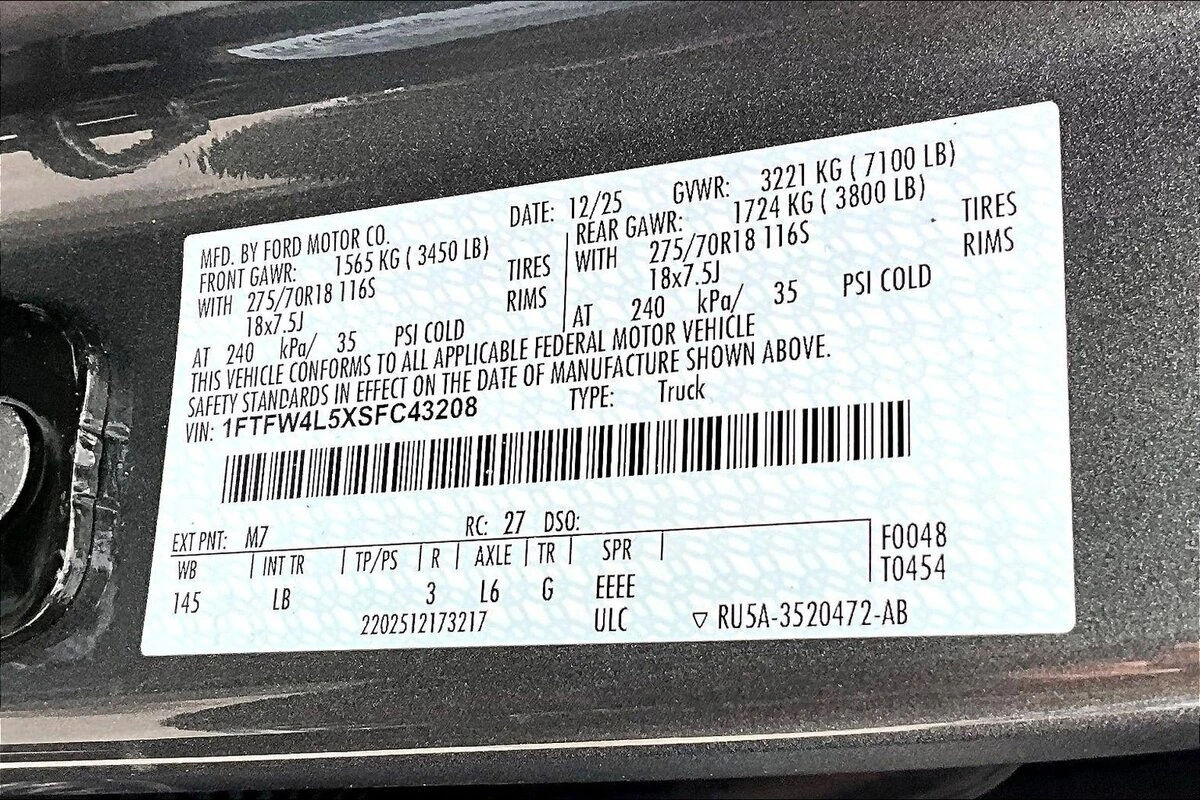 MFD. BY FORD MOTOR CO. DATE: 12/25 GVWR: 3221 KG ( 7100 LB)
FRONT GAWR: 1565 KG ( 3450 LB) REAR GAWR: 1724 KG ( 3800 LB)
WITH 275/70R18 116S TIRES WITH 275/70R18 116S TIRES
18x7.5J RIMS 18x7.5J RIMS
AT 240 kPa/ 35 PSI COLD AT 240 kPa/ 35 PSI COLD
THIS VEHICLE CONFORMS TO ALL APPLICABLE FEDERAL MOTOR VEHICLE
SAFETY STANDARDS IN EFFECT ON THE DATE OF MANUFACTURE SHOWN ABOVE.
VIN: 1FTFW4L5XSFC43208 TYPE: Truck
EXT PNT: M7 RC: 27 DSO:
WB INT TR TP/PS R AXLE TR SPR F0048
145 LB 3 L6 G EEEE T0454
2202512173217 ULC ▽ RU5A-3520472-AB